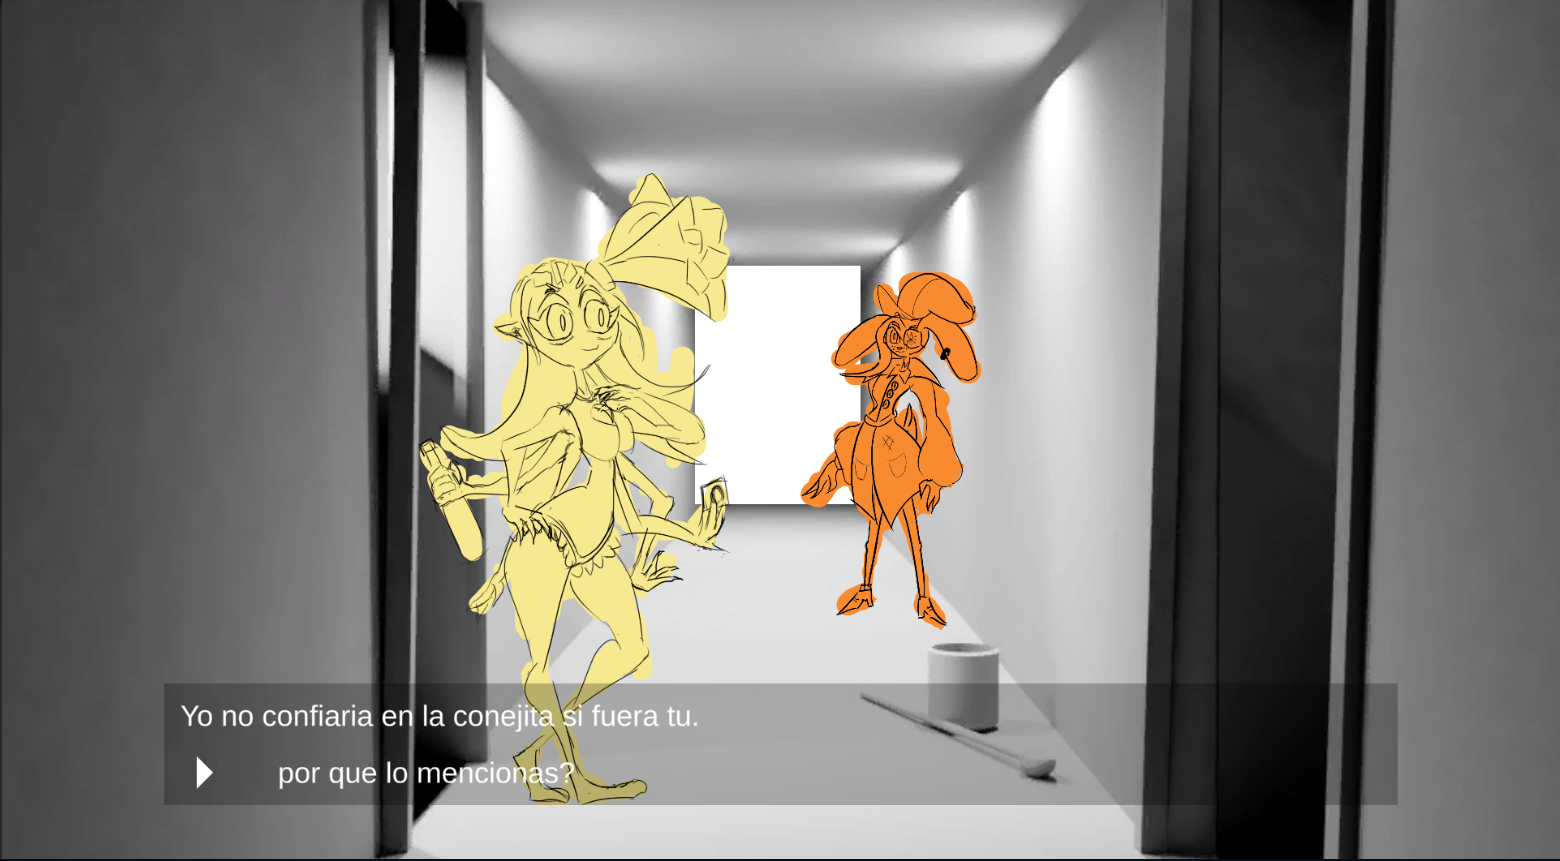 Yo no confiaria en la conejita si fuera tu.
por que lo mencionas?